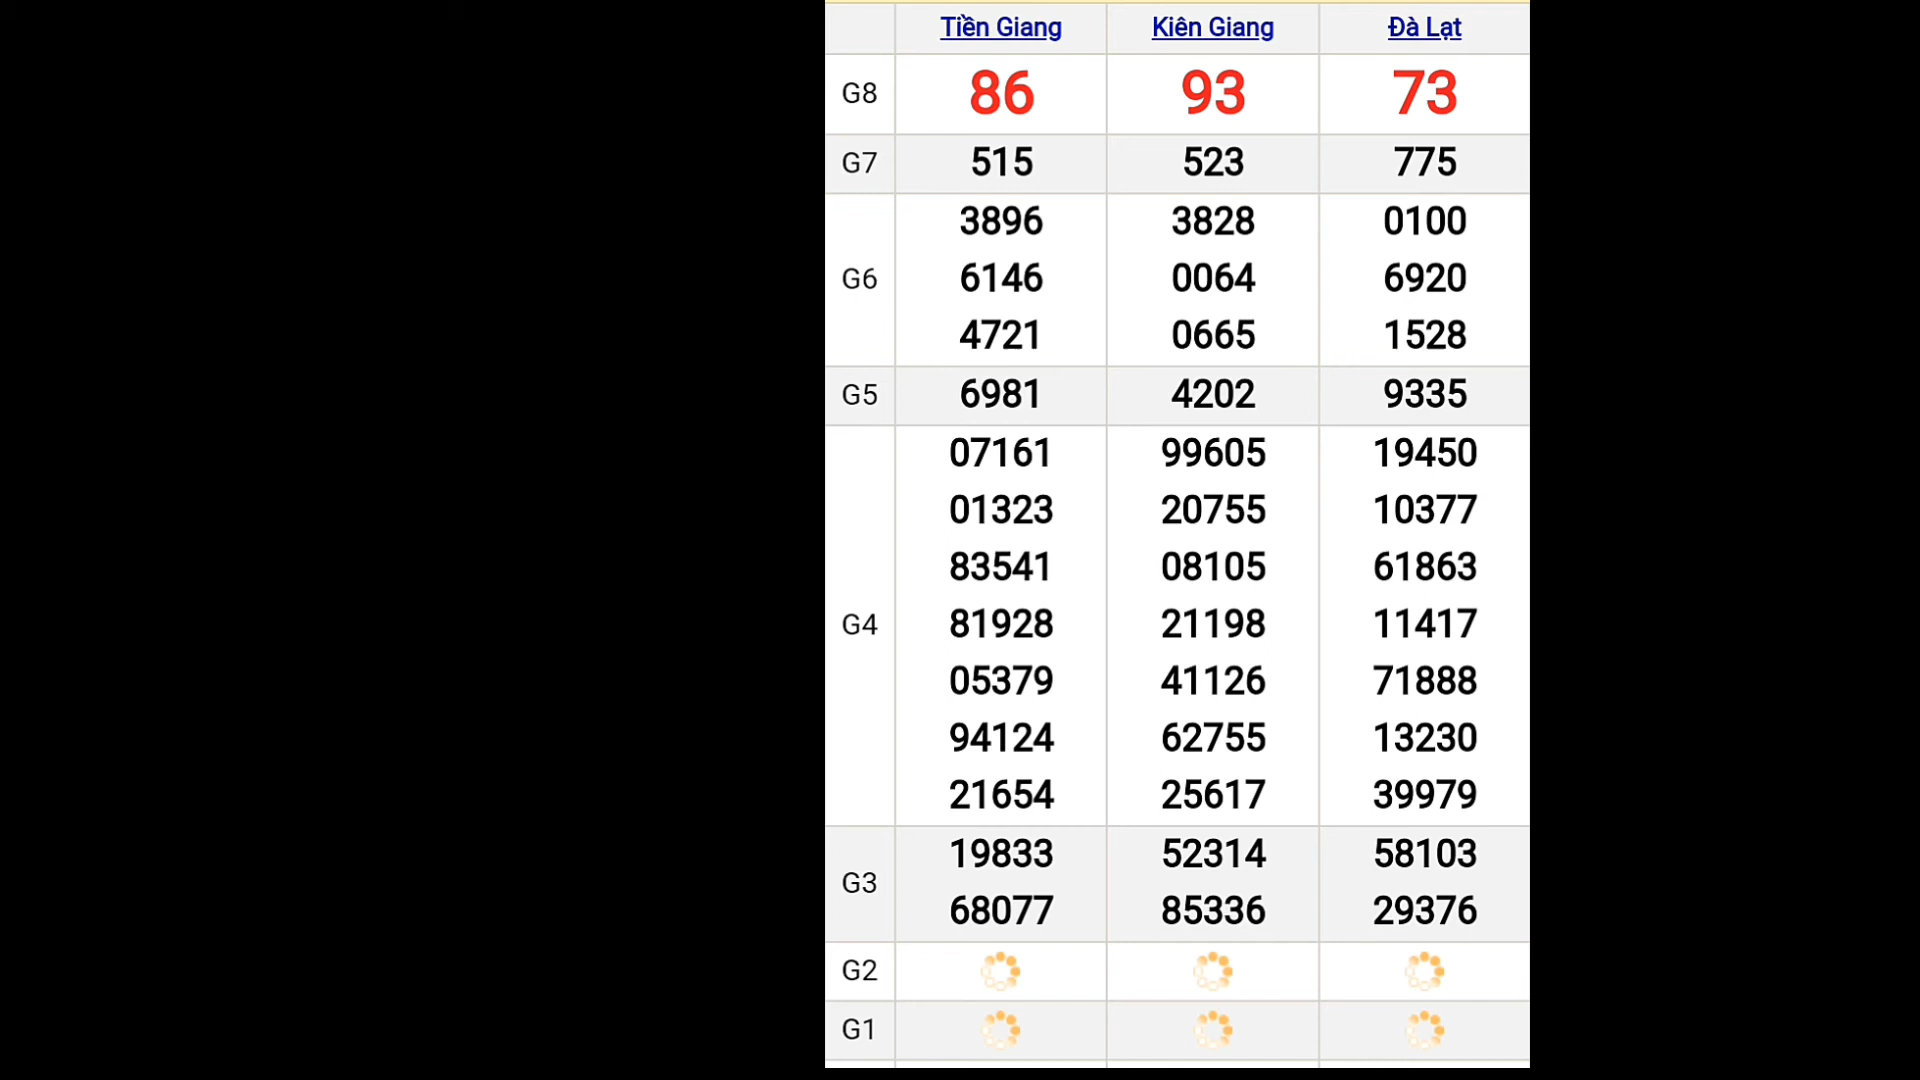 Tiền Giang Kiên Giang Đà Lạt
G8 86 93 73
G7 515 523 775
3896 3828 0100
G6 6146 0064 6920
4721 0665 1528
G5 6981 4202 9335
07161 99605 19450
01323 20755 10377
83541 08105 61863
G4 81928 21198 11417
05379 41126 71888
94124 62755 13230
21654 25617 39979
G3 19833 52314 58103
68077 85336 29376
G2
G1